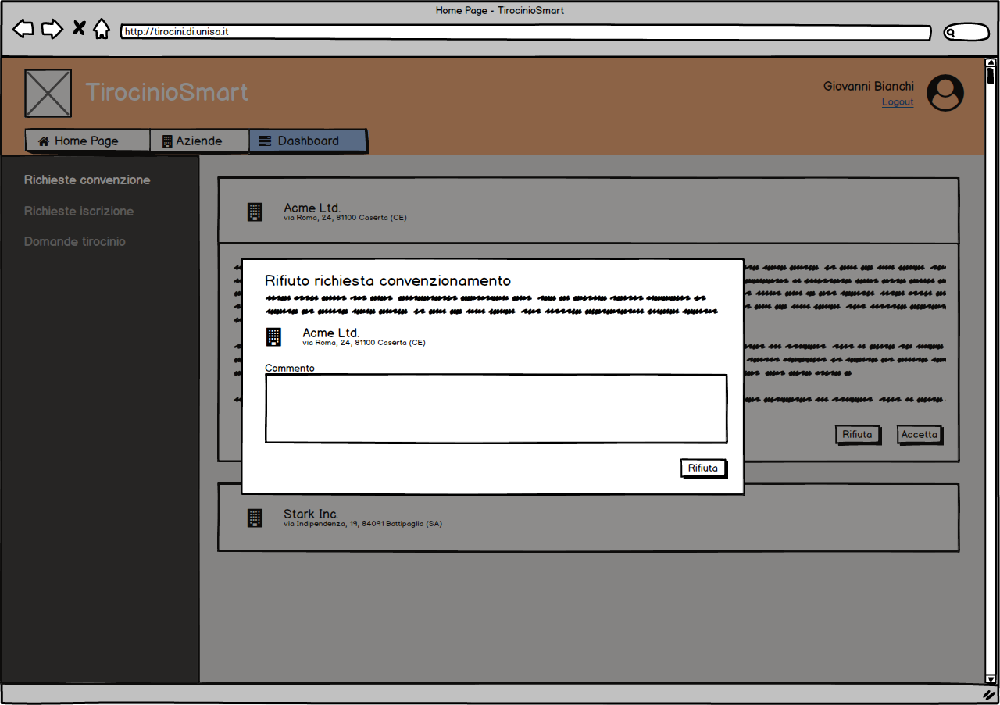 Home Page - TirocinioSmart
http://tirocini.di.unisa.it
TirocinioSmart
Giovanni Bianchi
Logout
Home Page
Aziende
Dashboard
Richieste convenzione
Richieste iscrizione
Domande tirocinio
Acme Ltd.
via Roma, 24, 81100 Caserta (CE)
Rifiuto richiesta convenzionamento
Acme Ltd.
via Roma, 24, 81100 Caserta (CE)
Commento
Rifiuta
Rifiuta
Accetta
Stark Inc.
via Indipendenza, 19, 84091 Battipaglia (SA)